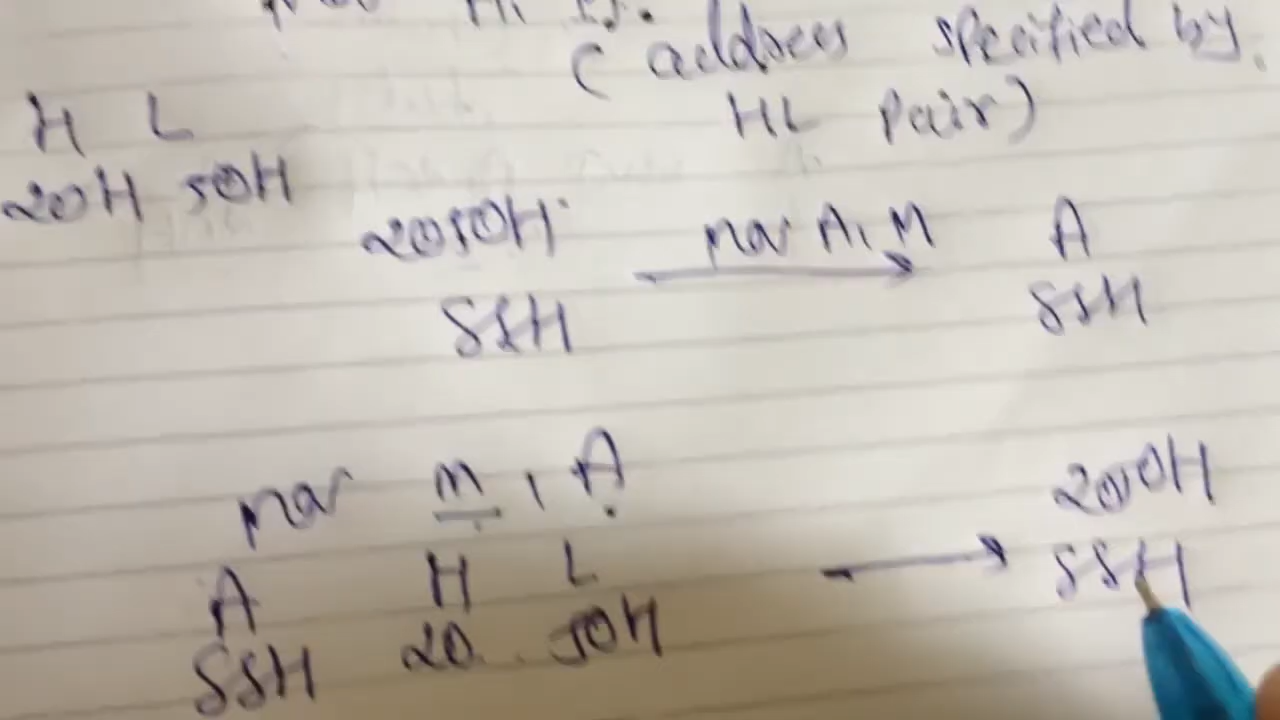 ( address specified by
HL pair)
H L
20H 50H
2050H MOV A, M A
55H 55H
MOV M, A 2050H
A H L
55H 20 50H 55H